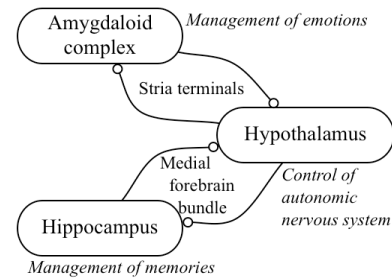 Amygdaloid
complex
Management of emotions
Stria terminals
Hypothalamus
Medial
forebrain
bundle
Control of
autonomic
nervous system
Hippocampus
Management of memories